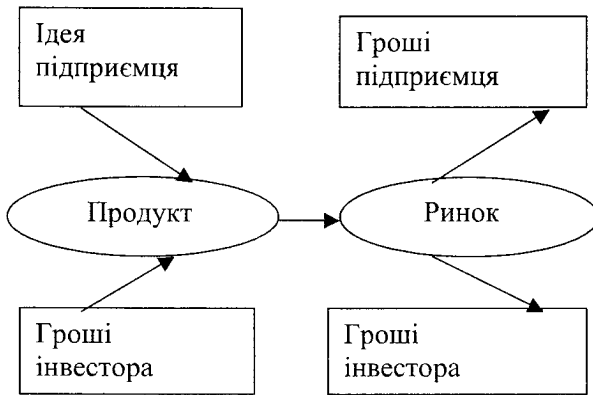 Ідея
підприємця
Гроші
підприємця
Продукт
Ринок
Гроші
інвестора
Гроші
інвестора